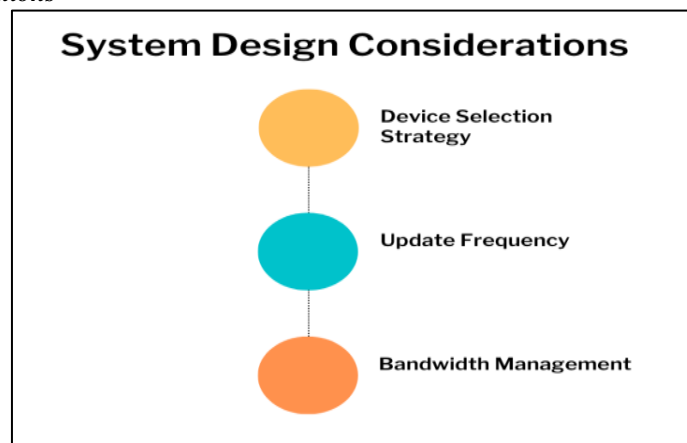 System Design Considerations
Device Selection
Strategy
Update Frequency
Bandwidth Management